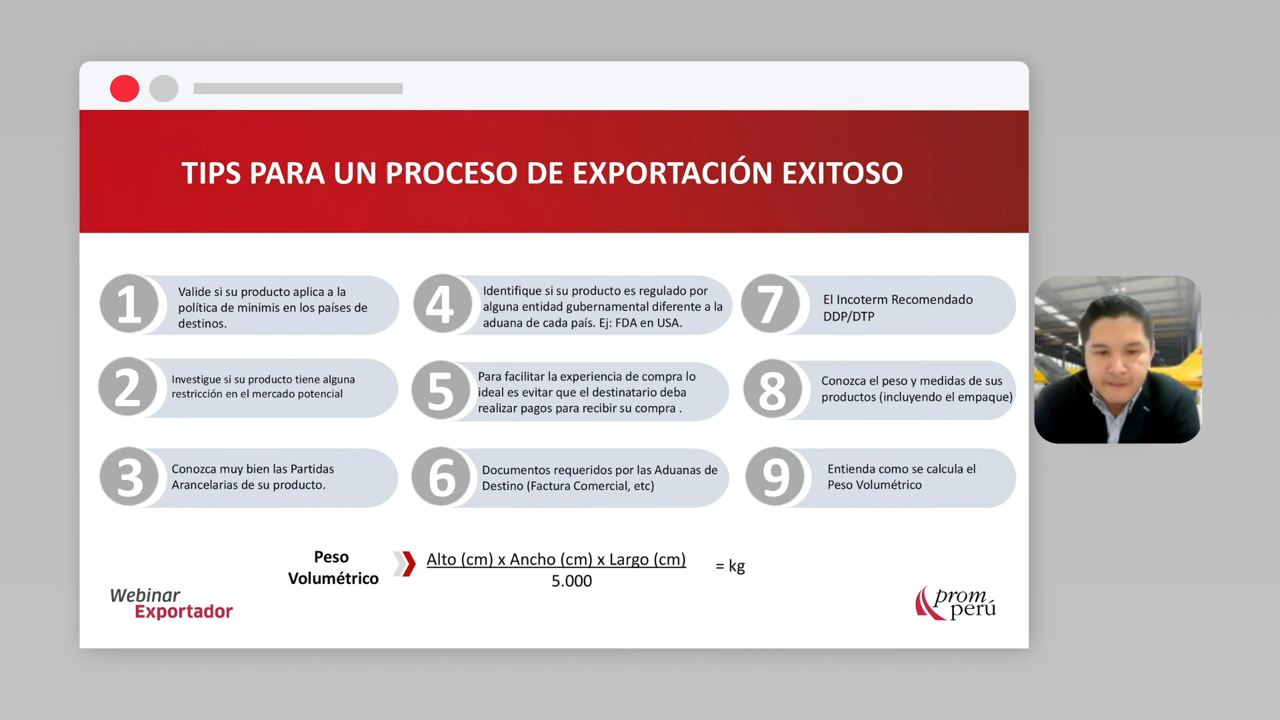 TIPS PARA UN PROCESO DE EXPORTACIÓN EXITOSO
1
Valide si su producto aplica a la
política de minimis en los países de
destinos.
2
Investigue si su producto tiene alguna
restricción en el mercado potencial
3
Conozca muy bien las Partidas
Arancelarias de su producto.
4
Identifique si su producto es regulado por
alguna entidad gubernamental diferente a la
aduana de cada país. Ej: FDA en USA.
5
Para facilitar la experiencia de compra lo
ideal es evitar que el destinatario deba
realizar pagos para recibir su compra .
6
Documentos requeridos por las Aduanas de
Destino (Factura Comercial, etc)
7
El Incoterm Recomendado
DDP/DTP
8
Conozca el peso y medidas de sus
productos (incluyendo el empaque)
9
Entienda como se calcula el
Peso Volumétrico
Peso
Volumétrico
Alto (cm) x Ancho (cm) x Largo (cm)
5.000
= kg
Webinar
Exportador
prom
perú